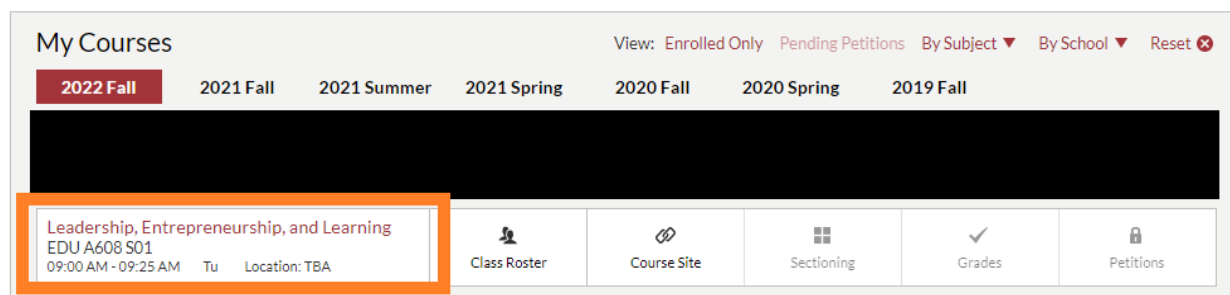 My Courses
View: Enrolled Only Pending Petitions By Subject ▼ By School ▼ Reset
2022 Fall 2021 Fall 2021 Summer 2021 Spring 2020 Fall 2020 Spring 2019 Fall
Leadership, Entrepreneurship, and Learning
EDU A608 S01
09:00 AM - 09:25 AM Tu Location: TBA
Class Roster Course Site Sectioning Grades Petitions